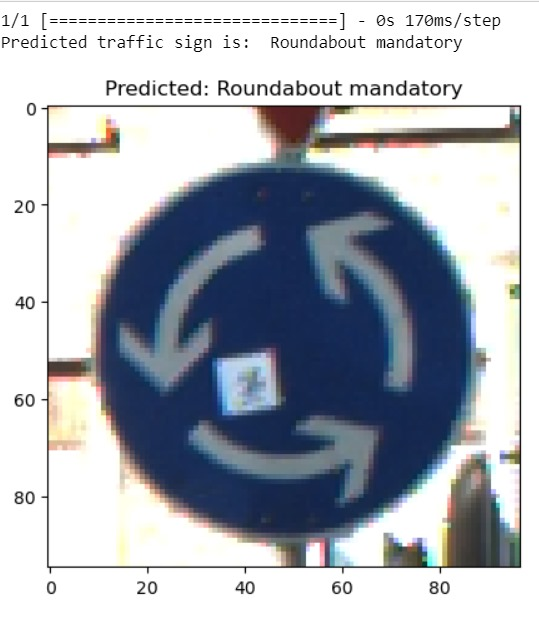 1/1 [==============================] - 0s 170ms/step
Predicted traffic sign is:  Roundabout mandatory
Predicted: Roundabout mandatory
0
20
40
60
80
0 20 40 60 80